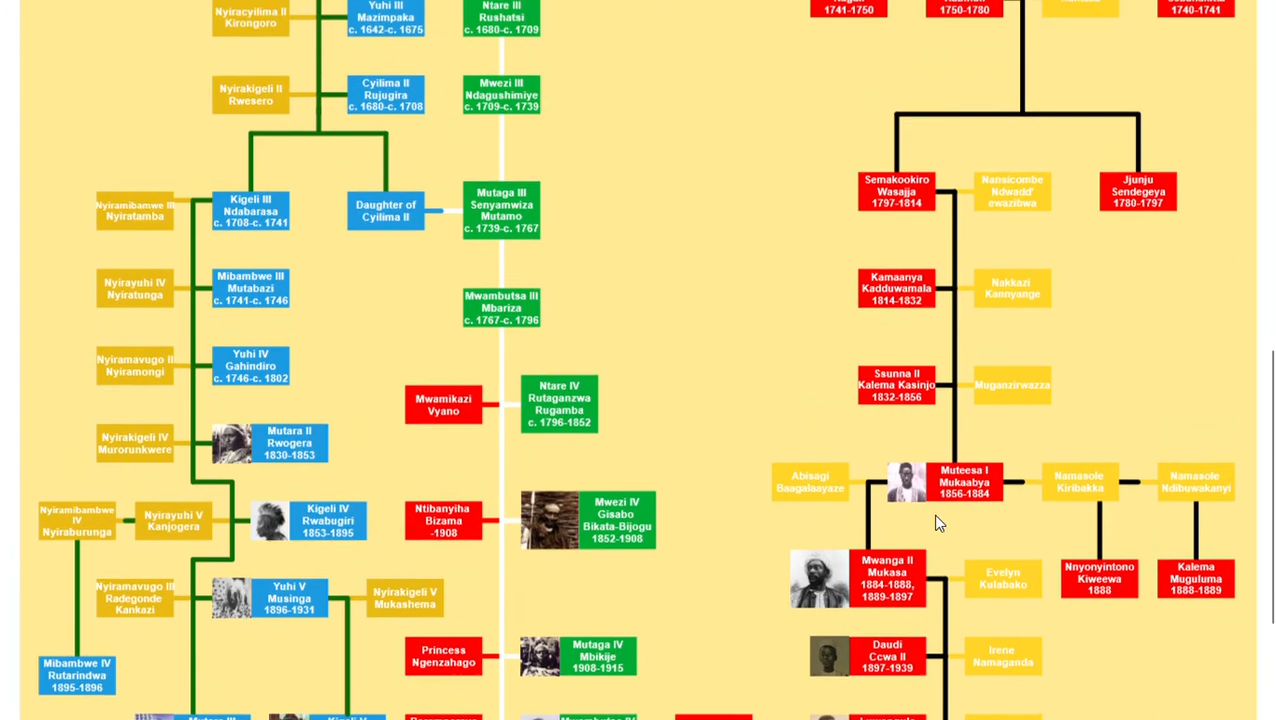 Nyiracyilima II
Kirongoro
Yuhi III
Mazimpaka
c. 1642-c. 1675
Ntare III
Rushatsi
c. 1680-c. 1709
1741-1750
1750-1780
1740-1741
Nyirakigeli II
Rwesero
Cyilima II
Rujugira
c. 1680-c. 1708
Mwezi III
Ndagushimiye
c. 1709-c. 1739
Nyiramibamwe III
Nyiratamba
Kigeli III
Ndabarasa
c. 1708-c. 1741
Daughter of
Cyilima II
Mutaga III
Senyamwiza
Mutamo
c. 1739-c. 1767
Semakookiro
Wasajja
1797-1814
Nansicombe
Ndwadd'
ewazibwa
Jjunju
Sendegeya
1780-1797
Nyirayuhi IV
Nyiratunga
Mibambwe III
Mutabazi
c. 1741-c. 1746
Mwambutsa III
Mbariza
c. 1767-c. 1796
Kamaanya
Kadduwamala
1814-1832
Nakkazi
Kannyange
Nyiramavugo II
Nyiramongi
Yuhi IV
Gahindiro
c. 1746-c. 1802
Mwamikazi
Vyano
Ntare IV
Rutaganzwa
Rugamba
c. 1796-1852
Ssunna II
Kalema Kasinjo
1832-1856
Muganzirwazza
Nyirakigeli IV
Murorunkwere
Mutara II
Rwogera
1830-1853
Abisagi
Baagalaayaze
Muteesa I
Mukaabya
1856-1884
Namasole
Kiribakka
Namasole
Ndibuwakanyi
Nyiramibambwe
IV
Nyiraburunga
Nyirayuhi V
Kanjogera
Kigeli IV
Rwabugiri
1853-1895
Ntibanyiha
Bizama
-1908
Mwezi IV
Gisabo
Bikata-Bijogu
1852-1908
Mwanga II
Mukasa
1884-1888,
1889-1897
Evelyn
Kulabako
Nnyonyintono
Kiweewa
1888
Kalema
Muguluma
1888-1889
Nyiramavugo III
Radegonde
Kankazi
Yuhi V
Musinga
1896-1931
Nyirakigeli V
Mukashema
Mibambwe IV
Rutarindwa
1895-1896
Princess
Ngenzahago
Mutaga IV
Mbikije
1908-1915
Daudi
Ccwa II
1897-1939
Irene
Namaganda
Mutara III
Kigeli V
Mwambutsa IV